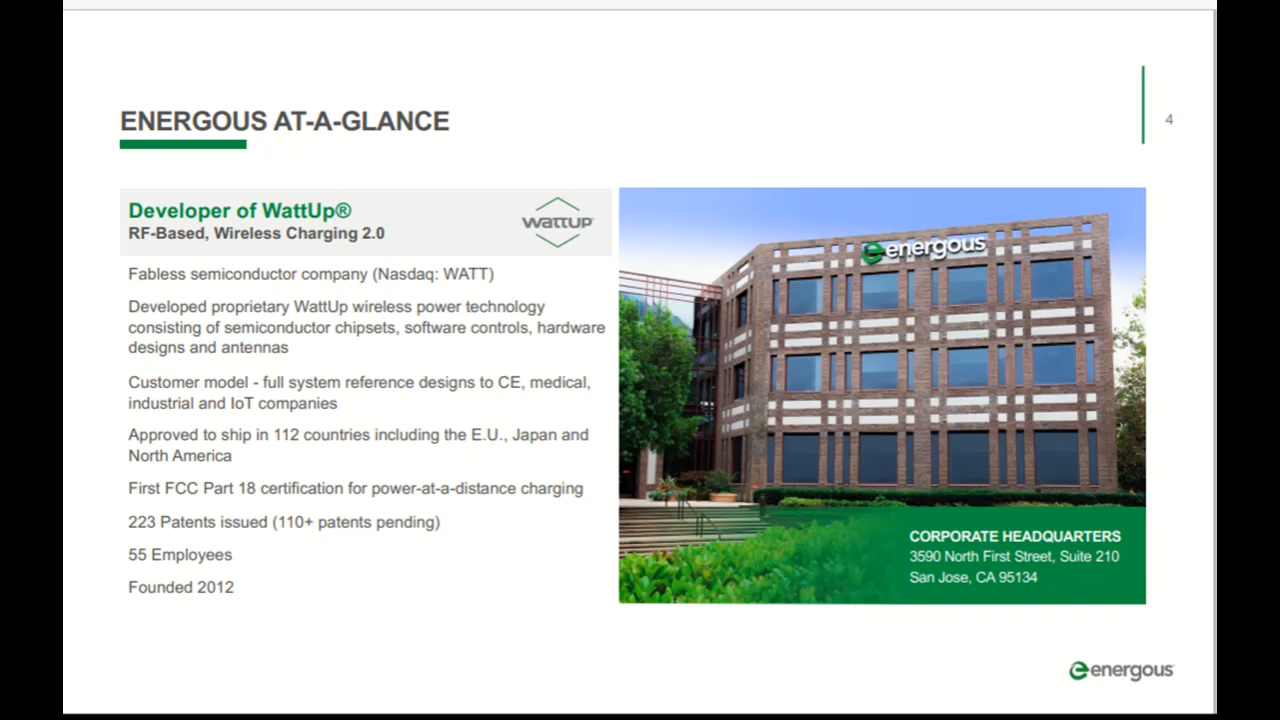 ENERGOUS AT-A-GLANCE
4
Developer of WattUp®
RF-Based, Wireless Charging 2.0
WATTUP
Fabless semiconductor company (Nasdaq: WATT)
Developed proprietary WattUp wireless power technology
consisting of semiconductor chipsets, software controls, hardware
designs and antennas
Customer model - full system reference designs to CE, medical,
industrial and IoT companies
Approved to ship in 112 countries including the E.U., Japan and
North America
First FCC Part 18 certification for power-at-a-distance charging
223 Patents issued (110+ patents pending)
55 Employees
Founded 2012
energous
CORPORATE HEADQUARTERS
3590 North First Street, Suite 210
San Jose, CA 95134
energous